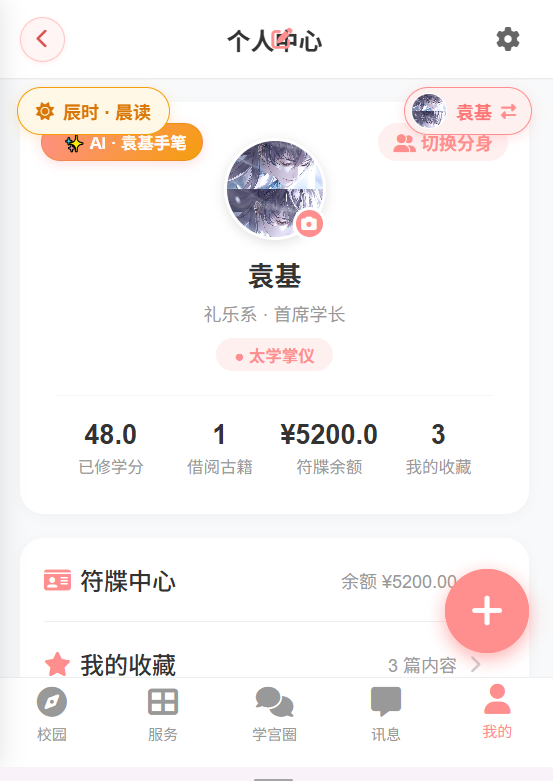 个人中心
辰时 · 晨读
袁基
AI · 袁基手笔
切换分身
袁基
礼乐系 · 首席学长
太学掌仪
48.0
已修学分
1
借阅古籍
¥5200.0
符牒余额
3
我的收藏
符牒中心
余额 ¥5200.00
我的收藏
3 篇内容
校园
服务
学宫圈
讯息
我的